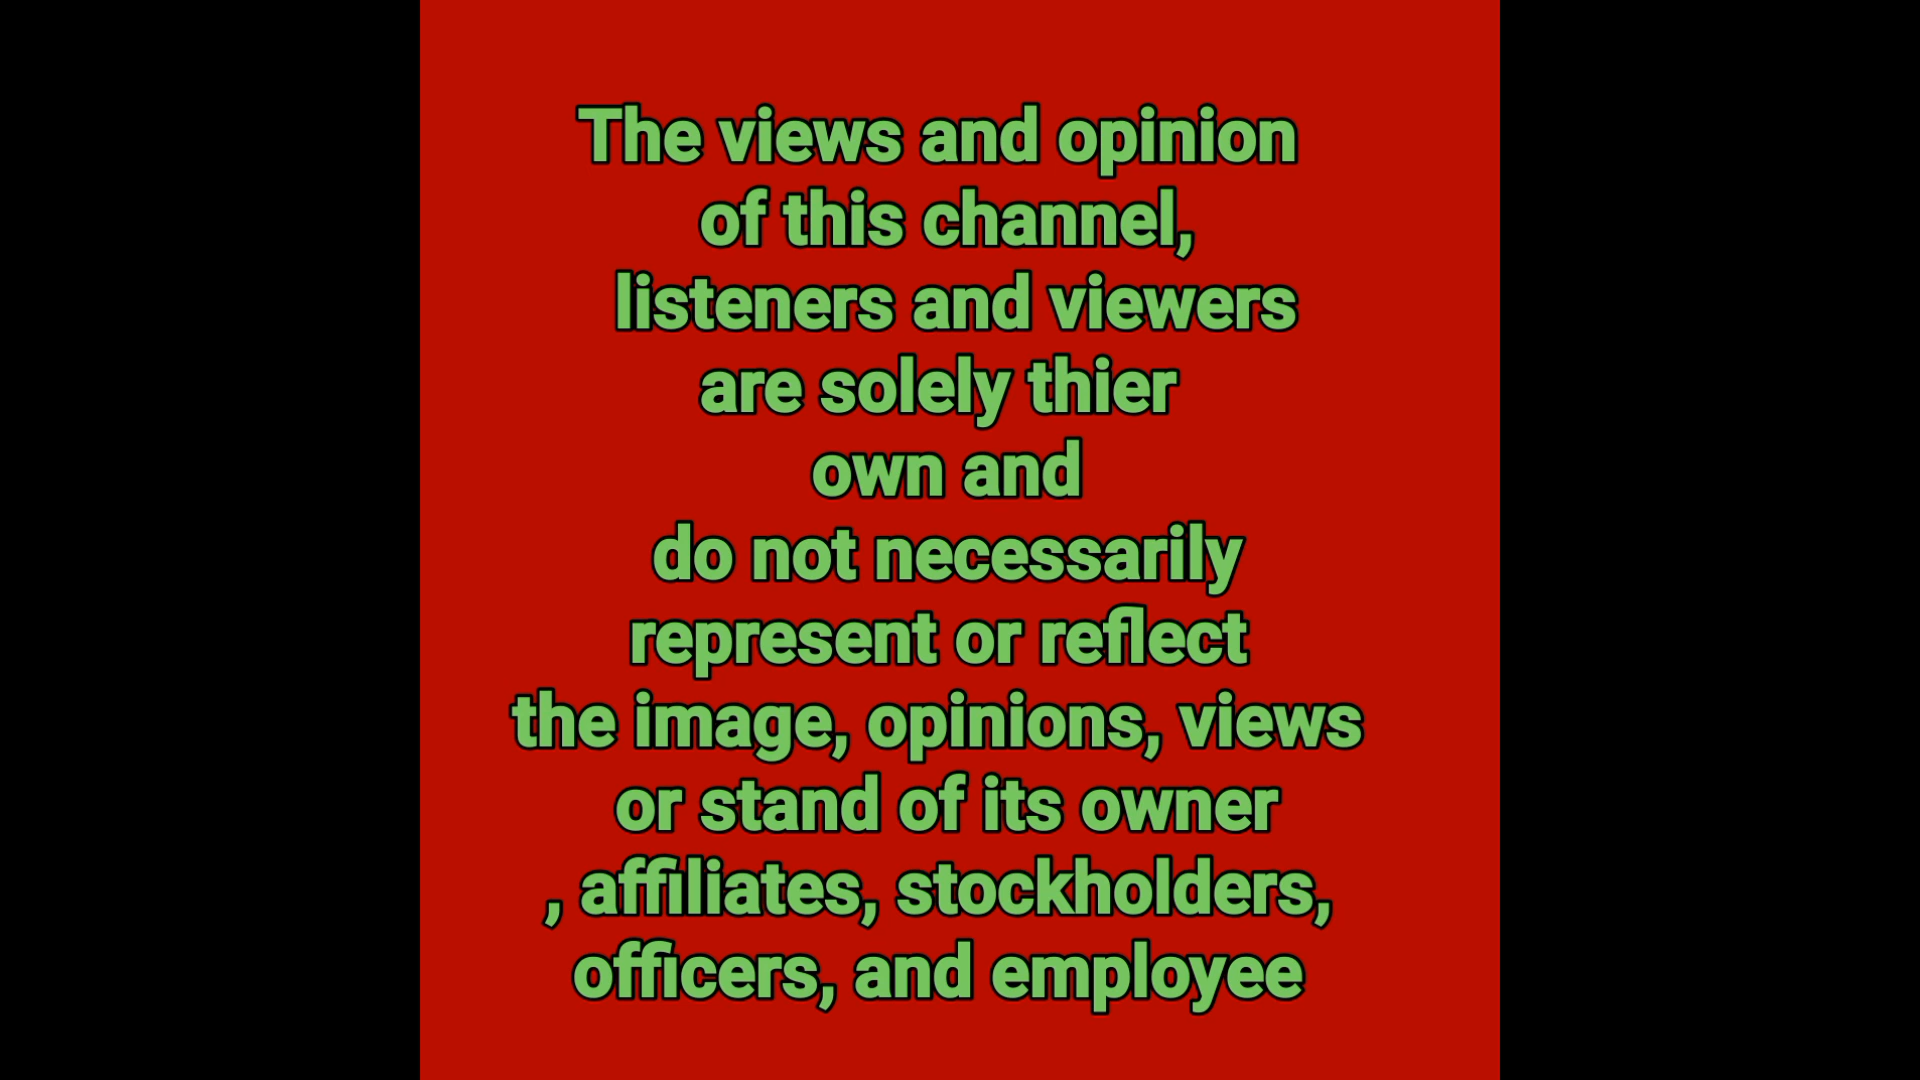 The views and opinion
of this channel,
listeners and viewers
are solely thier
own and
do not necessarily
represent or reflect
the image, opinions, views
or stand of its owner
, affiliates, stockholders,
officers, and employee